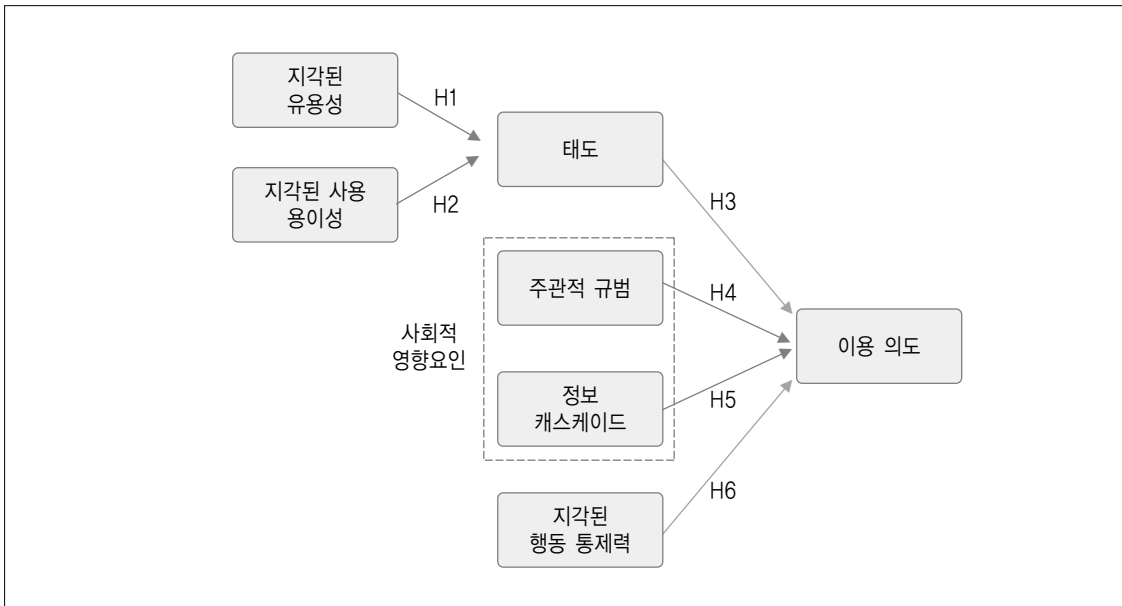 지각된
유용성
H1
태도
지각된 사용
용이성
H2
H3
주관적 규범
H4
사회적
영향요인
이용 의도
정보
캐스케이드
H5
H6
지각된
행동 통제력